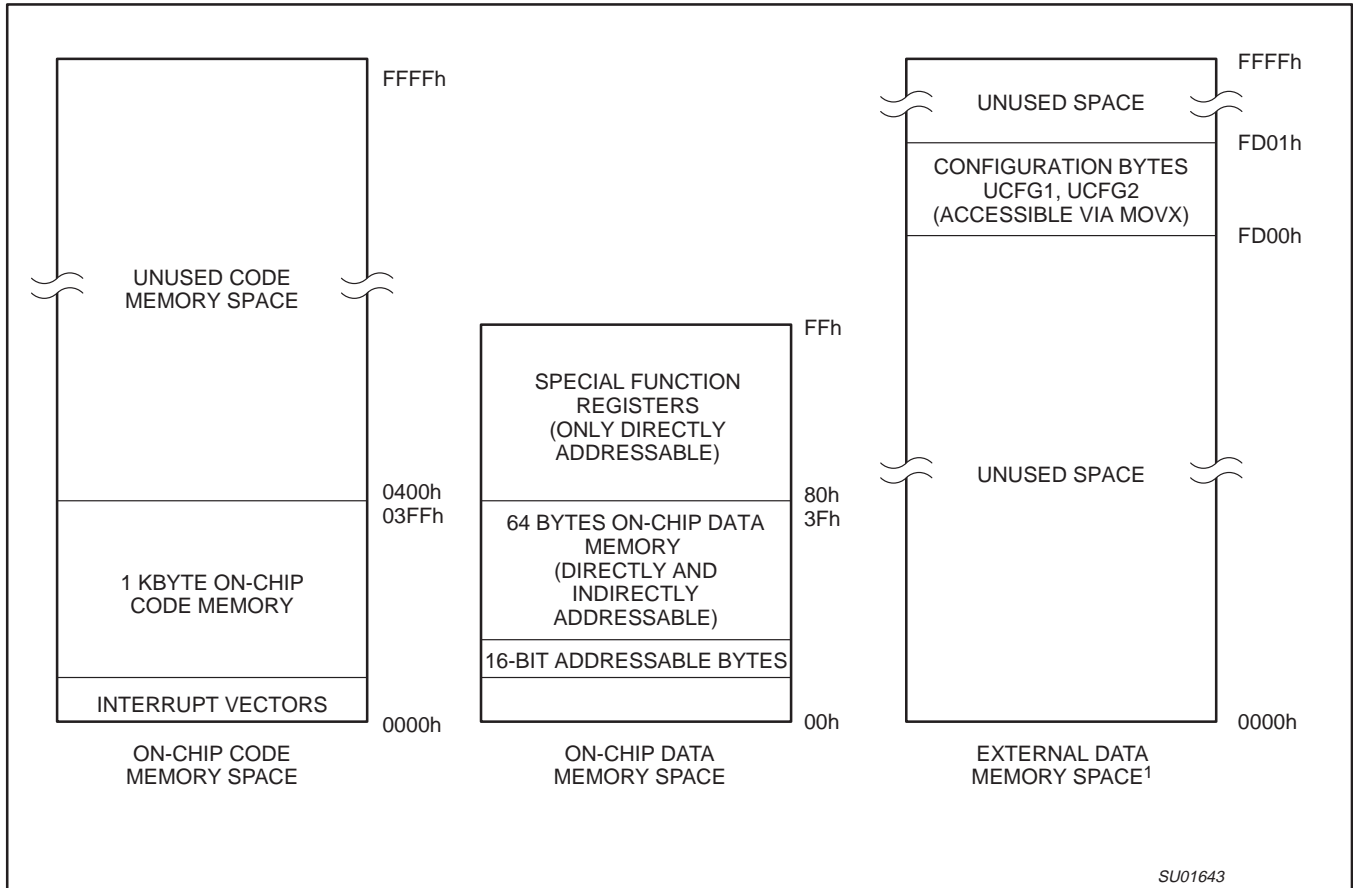 FFFFh
UNUSED CODE
MEMORY SPACE
0400h
03FFh
1 KBYTE ON-CHIP
CODE MEMORY
INTERRUPT VECTORS
0000h
ON-CHIP CODE
MEMORY SPACE
FFh
SPECIAL FUNCTION
REGISTERS
(ONLY DIRECTLY
ADDRESSABLE)
80h
3Fh
64 BYTES ON-CHIP DATA
MEMORY
(DIRECTLY AND
INDIRECTLY
ADDRESSABLE)
16-BIT ADDRESSABLE BYTES
00h
ON-CHIP DATA
MEMORY SPACE
FFFFh
UNUSED SPACE
FD01h
CONFIGURATION BYTES
UCFG1, UCFG2
(ACCESSIBLE VIA MOVX)
FD00h
UNUSED SPACE
0000h
EXTERNAL DATA
MEMORY SPACE1
SU01643